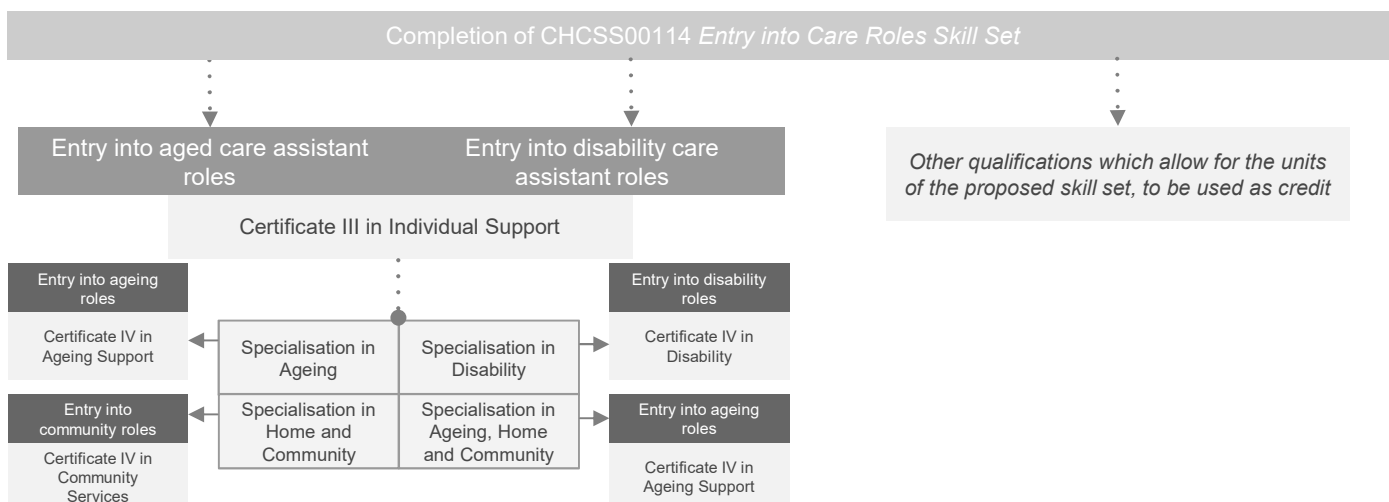 Completion of CHCSS00114 Entry into Care Roles Skill Set
Entry into aged care assistant
roles
Entry into disability care
assistant roles
Other qualifications which allow for the units
of the proposed skill set, to be used as credit
Certificate III in Individual Support
Entry into ageing
roles
Certificate IV in
Ageing Support
Specialisation in
Ageing
Specialisation in
Disability
Entry into disability
roles
Certificate IV in
Disability
Entry into
community roles
Certificate IV in
Community
Services
Specialisation in
Home and
Community
Specialisation in
Ageing, Home
and Community
Entry into ageing
roles
Certificate IV in
Ageing Support